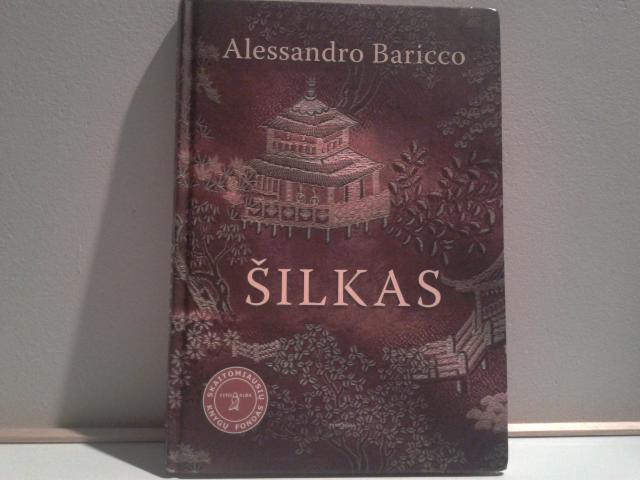 Alessandro Baricco
ŠILKAS
SKAITOMIAUSIŲ
KNYGŲ FONDAS